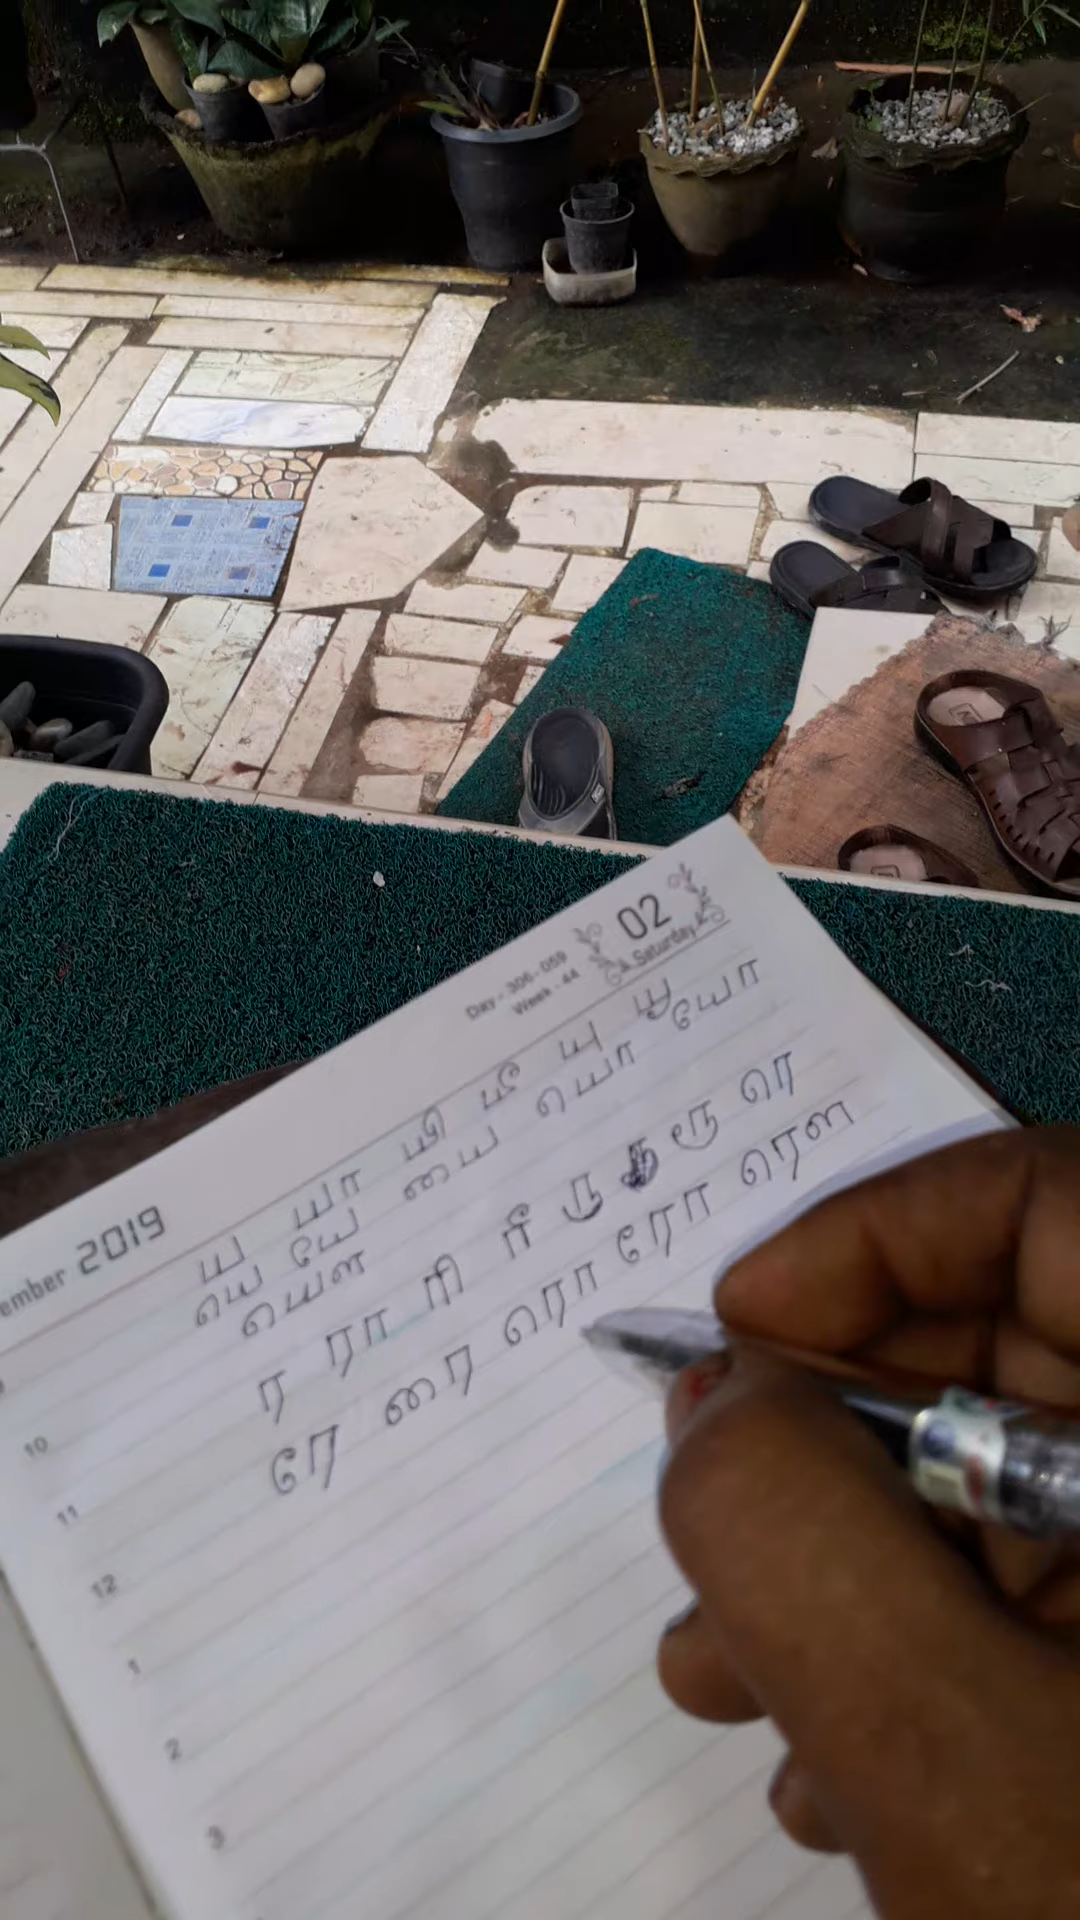 02
Day - 306-059
Saturday
Week - 44
ember 2019
ய யா யி யீ யு யூ
யெ யே யை யொ யோ
யௌ
ர ரா ரி ரீ ரு ரூ ரெ
ரே ரை ரொ ரோ ரௌ
10
11
12
1
2
3